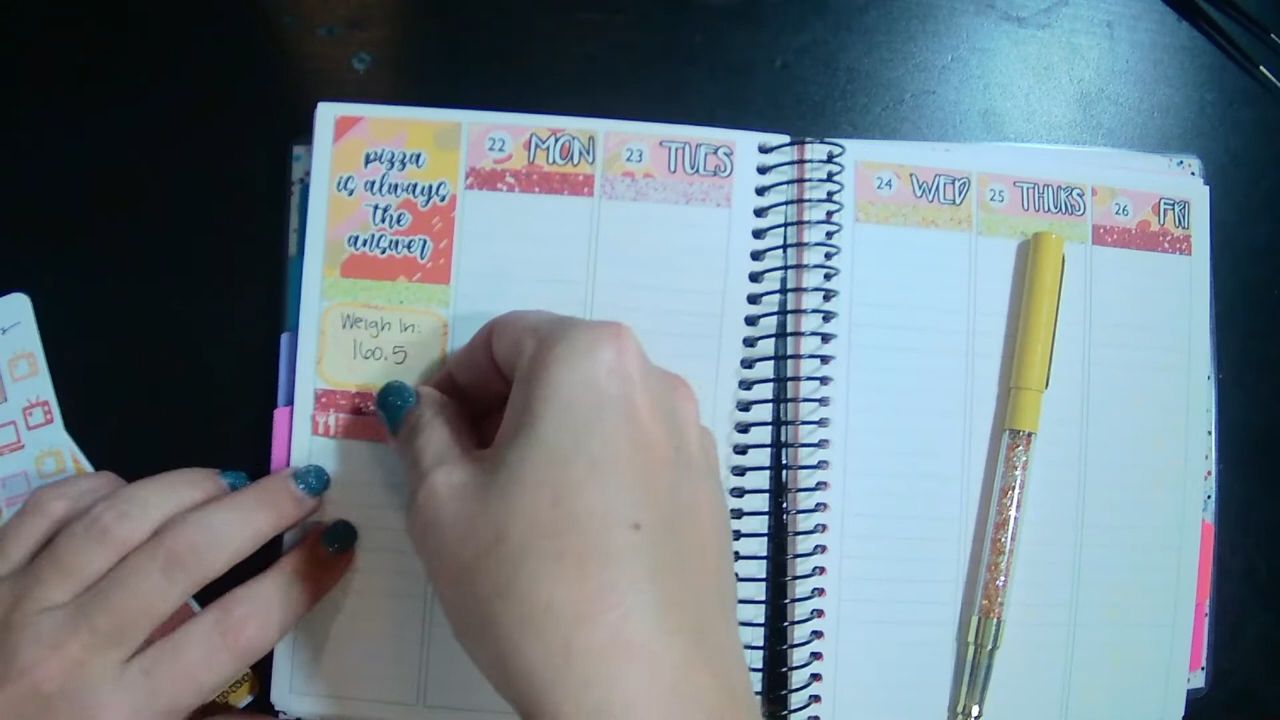 pizza
is always
the
answer
Weigh In:
160.5
22 MON
23 TUES
24 WED
25 THURS
26 FRI